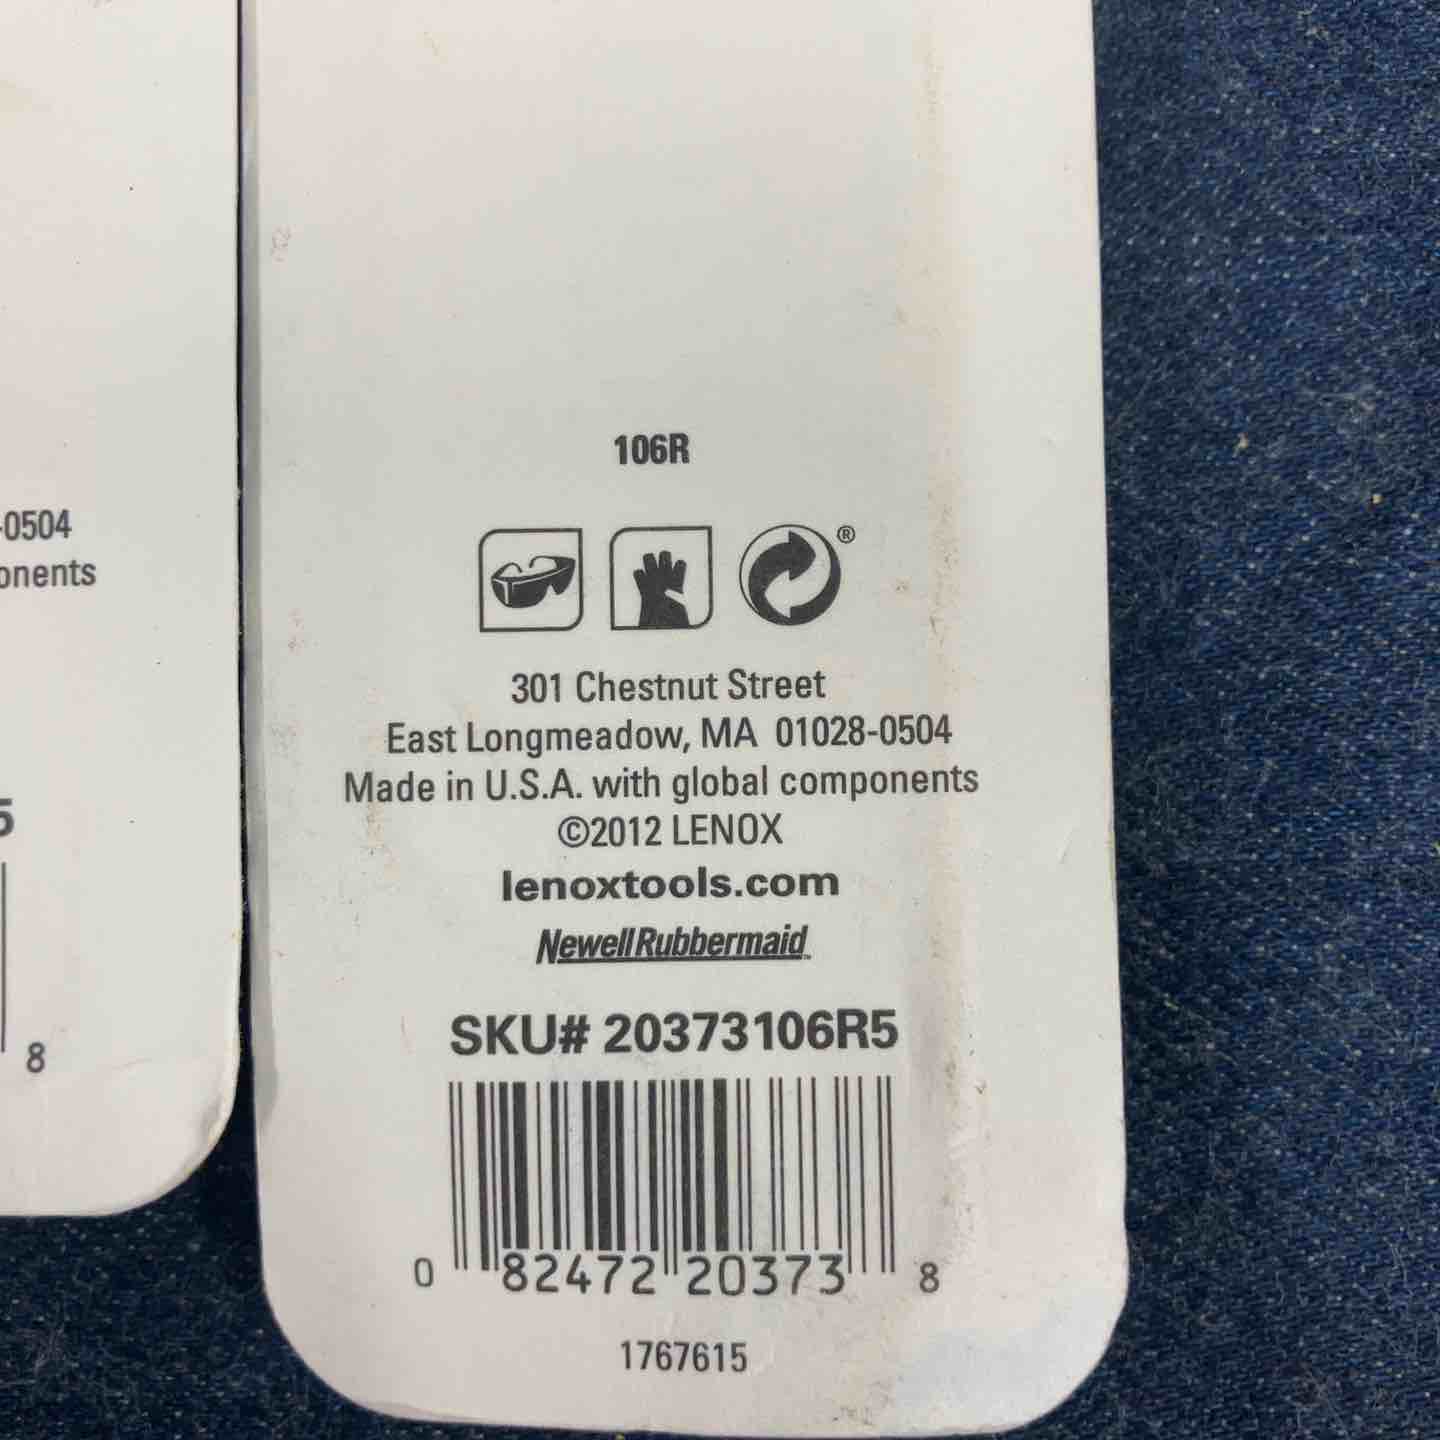 -0504
onents
5
8
106R
®
301 Chestnut Street
East Longmeadow, MA 01028-0504
Made in U.S.A. with global components
©2012 LENOX
lenoxtools.com
NewellRubbermaid™
SKU# 20373106R5
0 82472 20373 8
1767615